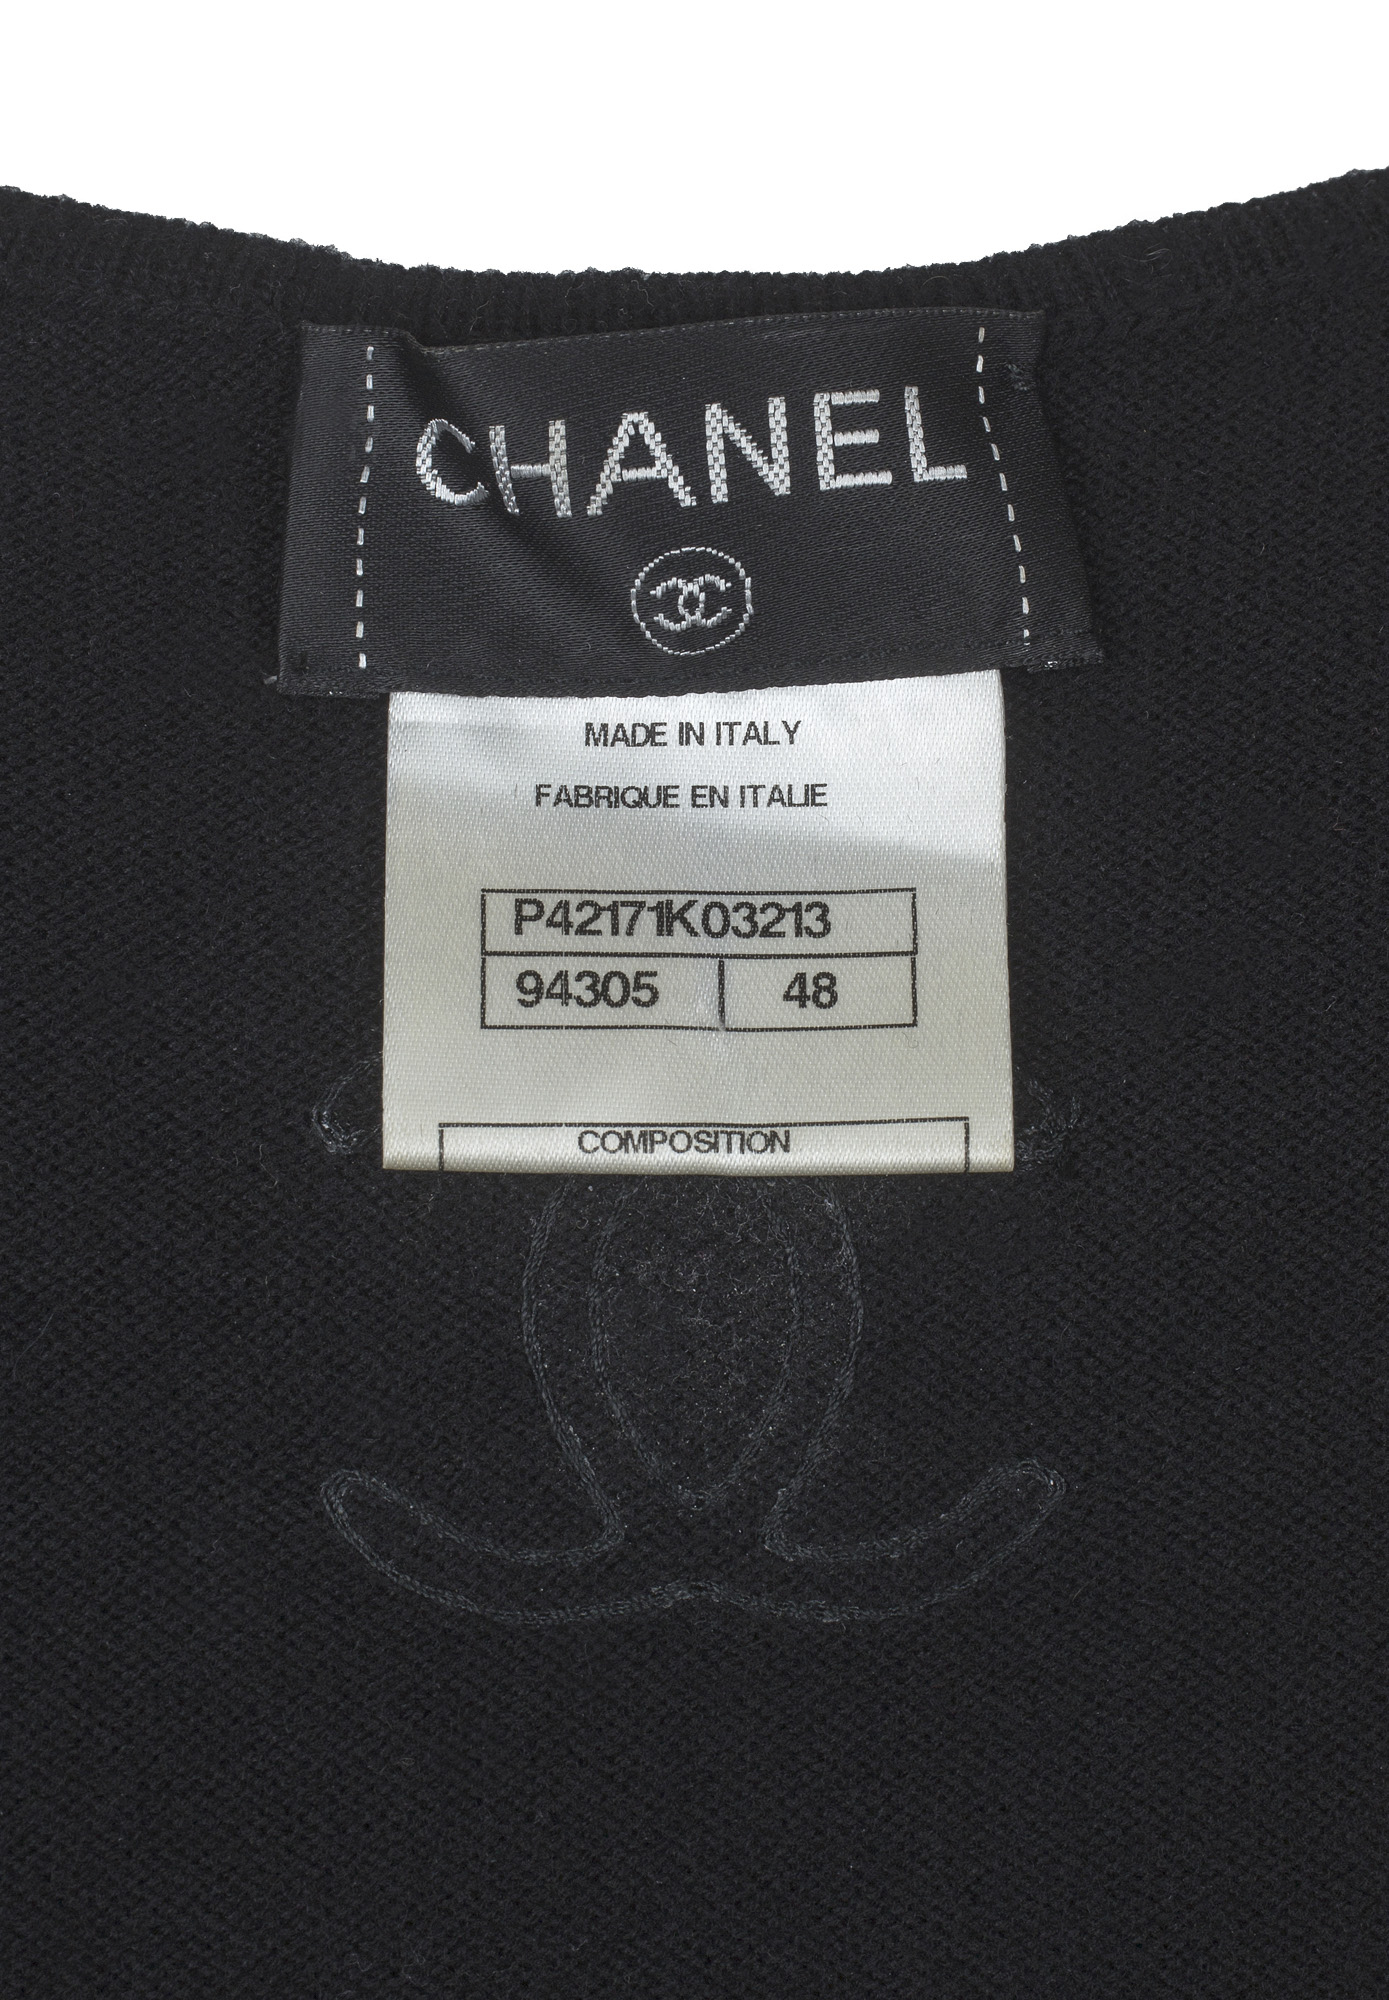 CHANEL
MADE IN ITALY
FABRIQUE EN ITALIE
P42171K03213
94305 48
COMPOSITION